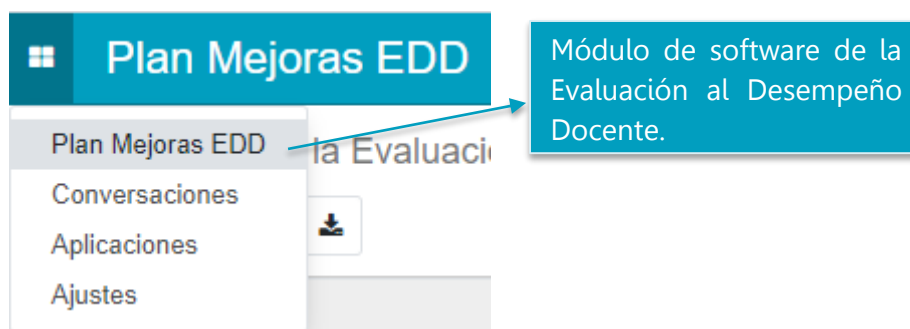 Plan Mejoras EDD
Módulo de software de la
Evaluación al Desempeño
Docente.
Plan Mejoras EDD
la Evaluaci
Conversaciones
Aplicaciones
Ajustes